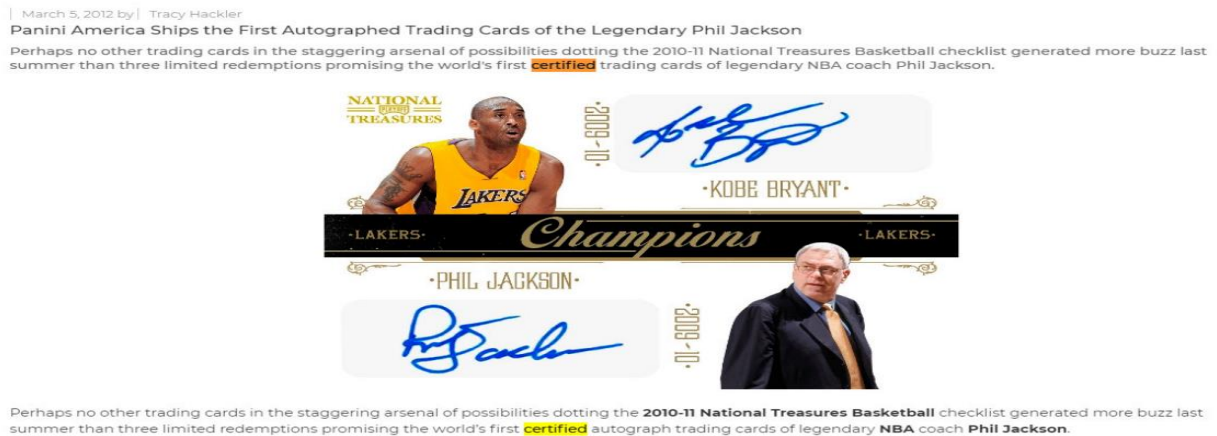 March 5, 2012 by Tracy Hackler
Panini America Ships the First Autographed Trading Cards of the Legendary Phil Jackson
Perhaps no other trading cards in the staggering arsenal of possibilities dotting the 2010-11 National Treasures Basketball checklist generated more buzz last
summer than three limited redemptions promising the world's first certified trading cards of legendary NBA coach Phil Jackson.
NATIONAL
PLAYOFF
TREASURES
2009-10
LAKERS
·KOBE BRYANT·
·LAKERS·
Champions
·LAKERS·
·PHIL JACKSON·
2009-10
Perhaps no other trading cards in the staggering arsenal of possibilities dotting the 2010-11 National Treasures Basketball checklist generated more buzz last
summer than three limited redemptions promising the world's first certified autograph trading cards of legendary NBA coach Phil Jackson.